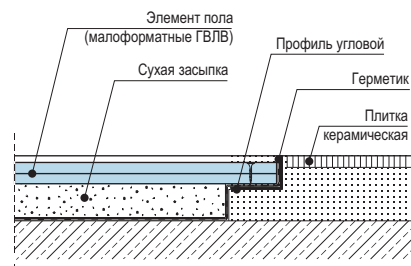 Элемент пола
(малоформатные ГВЛВ)
Сухая засыпка
Профиль угловой
Герметик
Плитка
керамическая